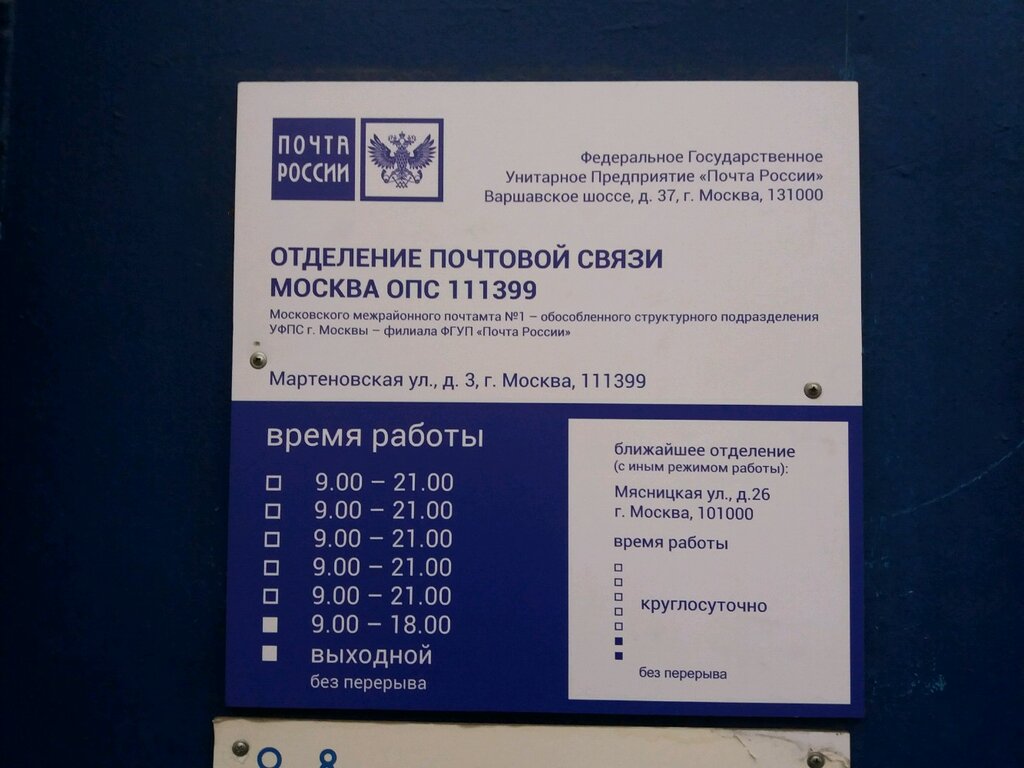 ПОЧТА
РОССИИ
Федеральное Государственное
Унитарное Предприятие «Почта России»
Варшавское шоссе, д. 37, г. Москва, 131000
ОТДЕЛЕНИЕ ПОЧТОВОЙ СВЯЗИ
МОСКВА ОПС 111399
Московского межрайонного почтамта №1 – обособленного структурного подразделения
УФПС г. Москвы – филиала ФГУП «Почта России»
Мартеновская ул., д. 3, г. Москва, 111399
время работы
9.00 – 21.00
9.00 – 21.00
9.00 – 21.00
9.00 – 21.00
9.00 – 21.00
9.00 – 18.00
выходной
без перерыва
ближайшее отделение
(с иным режимом работы):
Мясницкая ул., д.26
г. Москва, 101000
время работы
круглосуточно
без перерыва